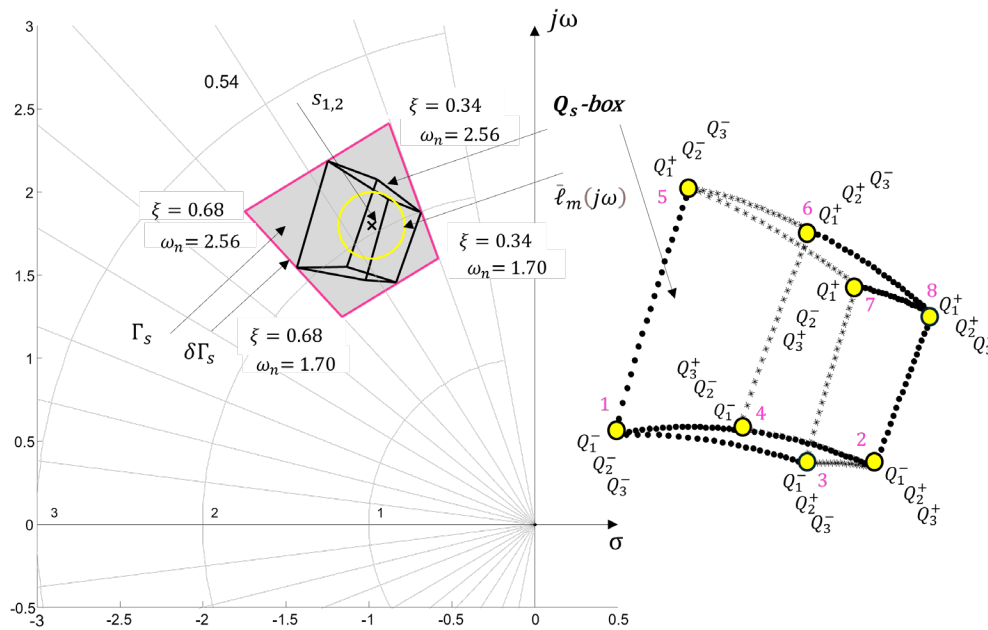 jω
3
2.5
2
1.5
1
0.5
0
-0.5
-3
-2.5
-2
-1.5
-1
-0.5
0
0.5
σ
3
2
1
0.54
s₁,₂
ξ = 0.34
ωₙ= 2.56
Qₛ-box
ξ = 0.68
ωₙ= 2.56
ℓ̄ₘ(jω)
ξ = 0.34
ωₙ= 1.70
Γₛ
δΓₛ
ξ = 0.68
ωₙ= 1.70
5
Q₁⁺
Q₂⁻
Q₃⁻
6
Q₁⁺
Q₂⁺
Q₃⁻
7
Q₁⁺
Q₂⁻
Q₃⁺
8
Q₁⁺
Q₂⁺
Q₃
1
Q₁⁻
Q₂⁻
Q₃⁻
4
Q₁⁻
Q₂⁻
Q₃⁺
3
Q₁⁻
Q₂⁺
Q₃⁻
2
Q₁⁻
Q₂⁺
Q₃⁺